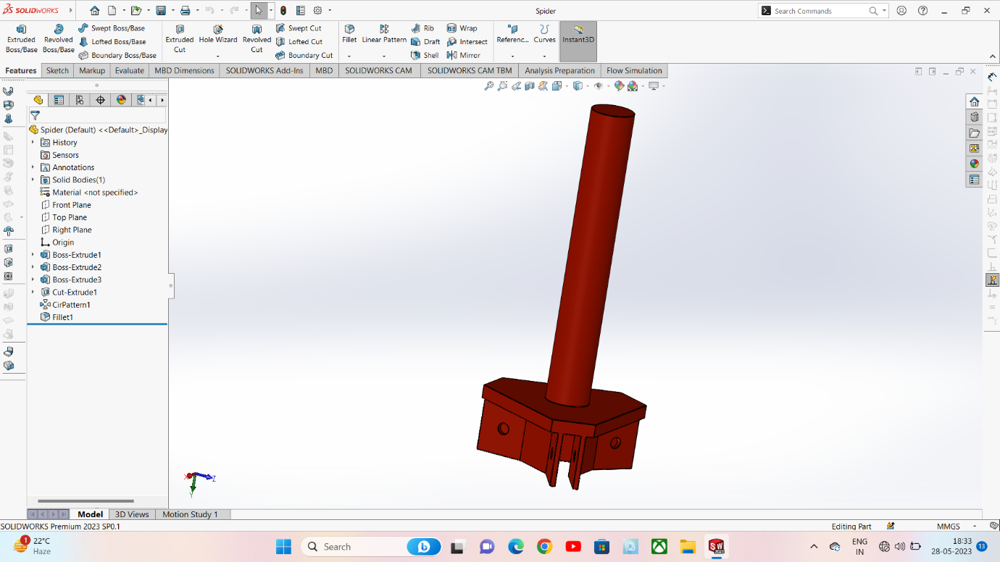 SOLIDWORKS
Spider
Search Commands
Extruded Boss/Base
Revolved Boss/Base
Swept Boss/Base
Lofted Boss/Base
Boundary Boss/Base
Extruded Cut
Hole Wizard
Revolved Cut
Swept Cut
Lofted Cut
Boundary Cut
Fillet
Linear Pattern
Rib
Draft
Shell
Wrap
Intersect
Mirror
Referenc...
Curves
Instant3D
Features Sketch Markup Evaluate MBD Dimensions SOLIDWORKS Add-Ins MBD SOLIDWORKS CAM SOLIDWORKS CAM TBM Analysis Preparation Flow Simulation
Spider (Default) <<Default>_Display
History
Sensors
Annotations
Solid Bodies(1)
Material <not specified>
Front Plane
Top Plane
Right Plane
Origin
Boss-Extrude1
Boss-Extrude2
Boss-Extrude3
Cut-Extrude1
CirPattern1
Fillet1
X
Z
Y
Model 3D Views Motion Study 1
SOLIDWORKS Premium 2023 SP0.1
Editing Part
MMGS
1
22°C
Haze
Search
SW
2023
ENG
IN
18:33
28-05-2023
13